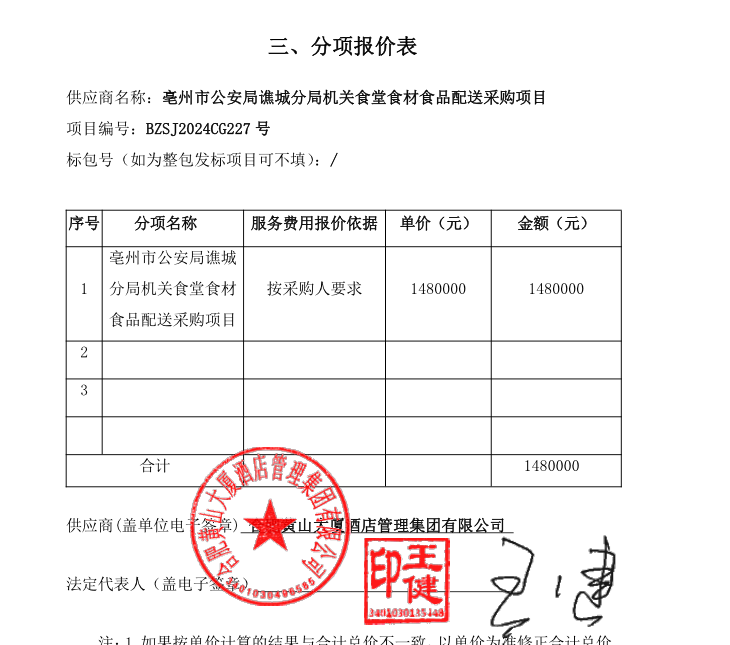 三、分项报价表
供应商名称：亳州市公安局谯城分局机关食堂食材食品配送采购项目
项目编号：BZSJ2024CG227 号
标包号（如为整包发标项目可不填）：/
序号 分项名称 服务费用报价依据 单价（元） 金额（元）
1 亳州市公安局谯城分局机关食堂食材食品配送采购项目 按采购人要求 1480000 1480000
2
3
合计 1480000
供应商(盖单位电子签章) 合肥黄山大厦酒店管理集团有限公司
合肥黄山大厦酒店管理集团有限公司
法定代表人（盖电子签章）
王健印
3401030135148
王健
注：1.如果按单价计算的结果与合计总价不一致，以单价为准修正合计总价